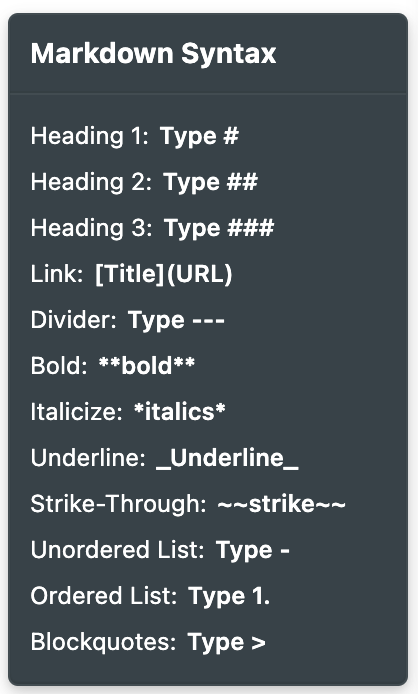 Markdown Syntax
Heading 1: Type #
Heading 2: Type ##
Heading 3: Type ###
Link: [Title](URL)
Divider: Type ---
Bold: **bold**
Italicize: *italics*
Underline: _Underline_
Strike-Through: ~~strike~~
Unordered List: Type -
Ordered List: Type 1.
Blockquotes: Type >